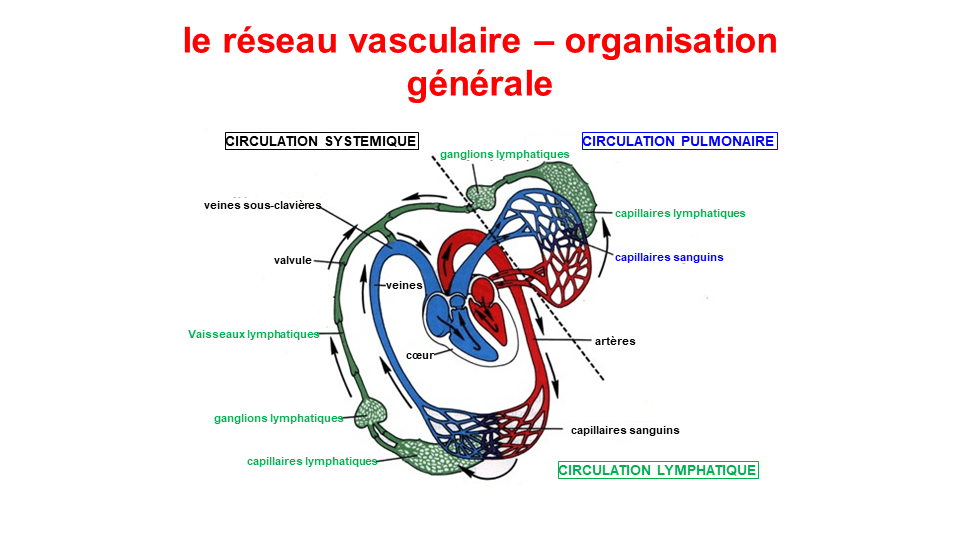 le réseau vasculaire – organisation
générale
CIRCULATION SYSTEMIQUE
CIRCULATION PULMONAIRE
ganglions lymphatiques
veines sous-clavières
capillaires lymphatiques
valvule
capillaires sanguins
veines
Vaisseaux lymphatiques
artères
cœur
ganglions lymphatiques
capillaires sanguins
capillaires lymphatiques
CIRCULATION LYMPHATIQUE